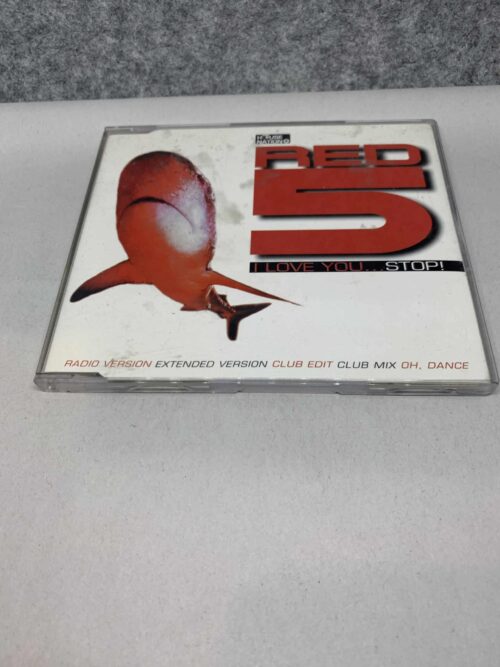 HOUSE
NATION
RED
5
I LOVE YOU...STOP!
RADIO VERSION EXTENDED VERSION CLUB EDIT CLUB MIX OH, DANCE